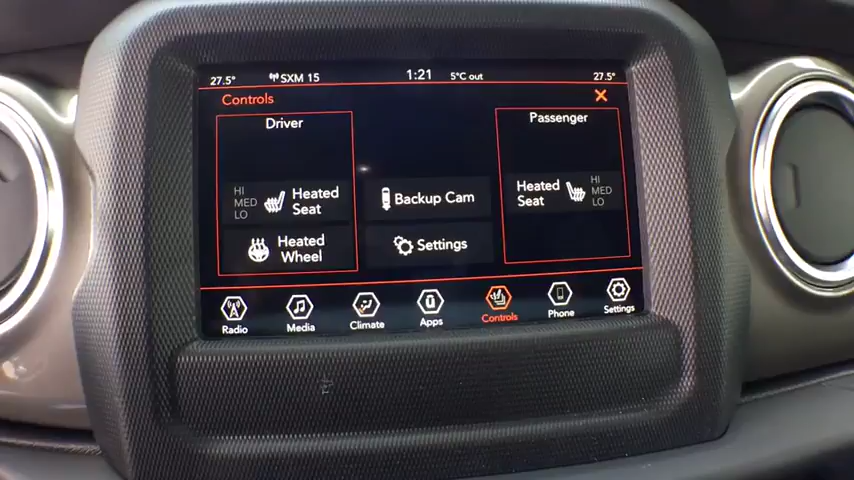 27.5° SXM 15 1:21 5°C out 27.5°
Controls X
Driver
HI
MED
LO
Heated
Seat
Heated
Wheel
Backup Cam
Settings
Passenger
Heated
Seat
HI
MED
LO
Radio Media Climate Apps Controls Phone Settings